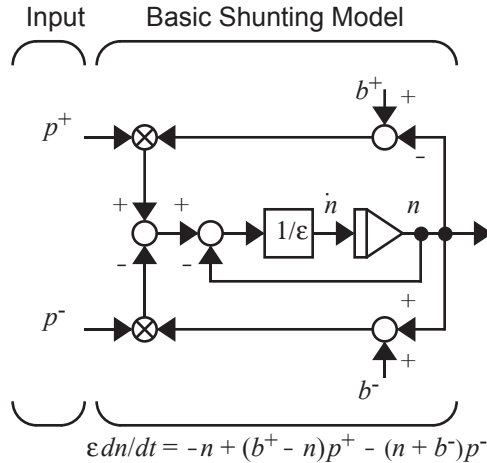 Input Basic Shunting Model
b⁺ +
p⁺
-
+ + ṅ n
1/ε
- -
+
p⁻
+
b⁻
ε dn/dt = -n + (b⁺ - n)p⁺ - (n + b⁻)p⁻